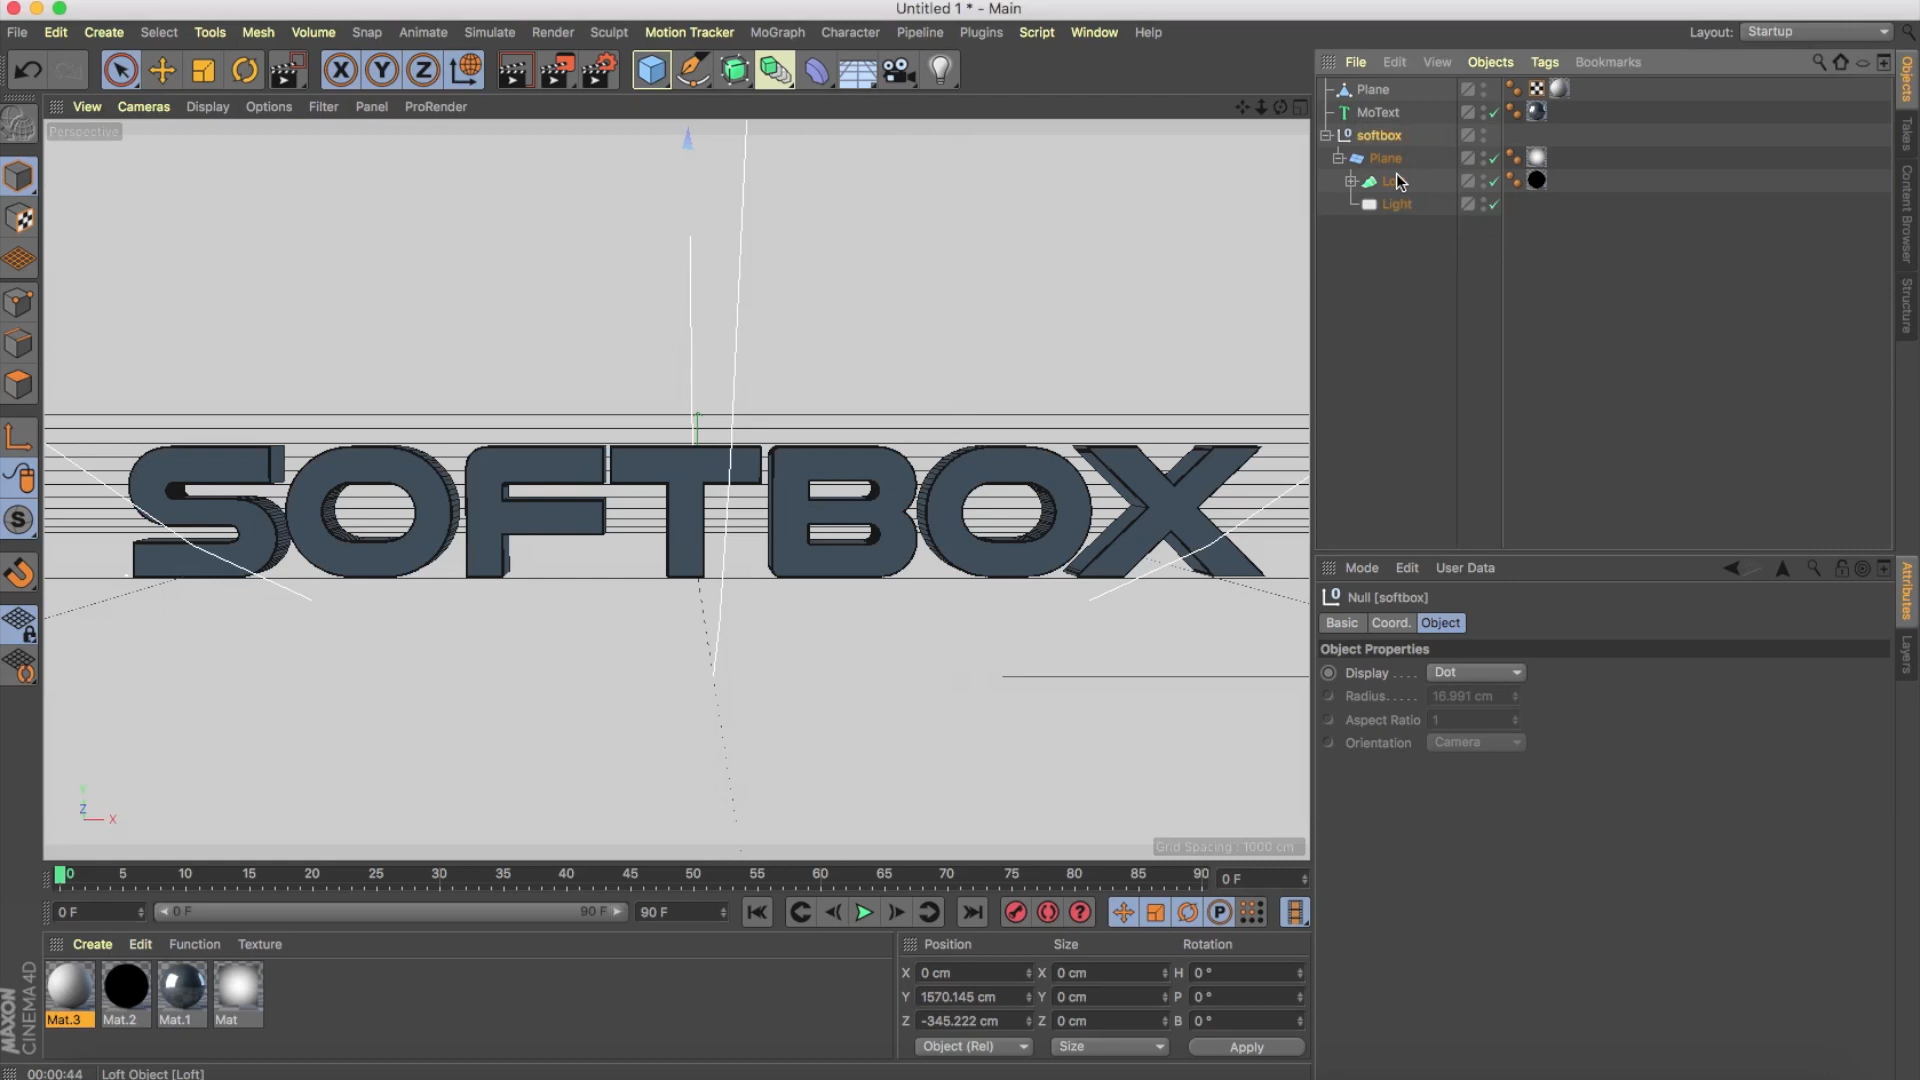 Untitled 1 * - Main
File Edit Create Select Tools Mesh Volume Snap Animate Simulate Render Sculpt Motion Tracker MoGraph Character Pipeline Plugins Script Window Help
Layout: Startup
View Cameras Display Options Filter Panel ProRender
Perspective
SOFTBOX
Z X
Grid Spacing : 1000 cm
File Edit View Objects Tags Bookmarks
Plane
MoText
softbox
Plane
Light
Objects
Takes
Content Browser
Structure
Mode Edit User Data
Null [softbox]
Basic Coord. Object
Object Properties
Display . . . . Dot
Radius. . . . . 16.991 cm
Aspect Ratio 1
Orientation Camera
Attributes
Layers
0 5 10 15 20 25 30 35 40 45 50 55 60 65 70 75 80 85 90 0 F
0 F 0 F 90 F 90 F
Create Edit Function Texture
Mat.3 Mat.2 Mat.1 Mat
Position Size Rotation
X 0 cm X 0 cm H 0 °
Y 1570.145 cm Y 0 cm P 0 °
Z -345.222 cm Z 0 cm B 0 °
Object (Rel) Size Apply
MAXON
CINEMA 4D
00:00:44 Loft Object [Loft]